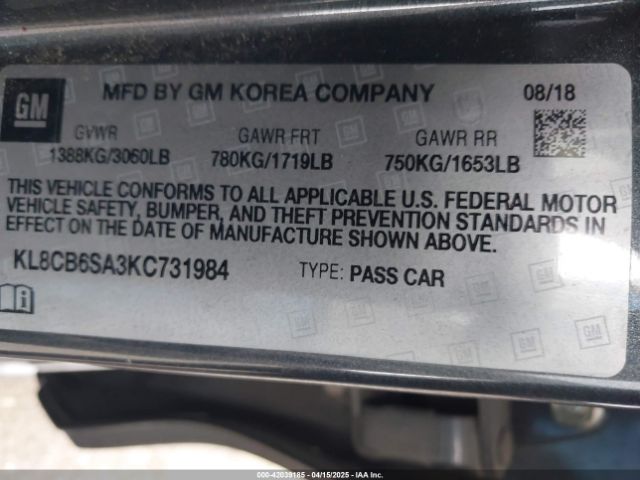 GM MFD BY GM KOREA COMPANY 08/18
GVWR GAWR FRT GAWR RR
1388KG/3060LB 780KG/1719LB 750KG/1653LB
THIS VEHICLE CONFORMS TO ALL APPLICABLE U.S. FEDERAL MOTOR
VEHICLE SAFETY, BUMPER, AND THEFT PREVENTION STANDARDS IN
EFFECT ON THE DATE OF MANUFACTURE SHOWN ABOVE.
KL8CB6SA3KC731984 TYPE: PASS CAR
000-42039185 - 04/15/2025 - IAAI.COM